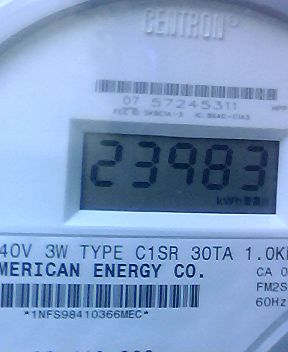 CENTRON®
07 57245311
23983
kWh
40V 3W TYPE C1SR 30TA 1.0K
MERICAN ENERGY CO.
CA 0
FM2S
60Hz
*1NFS98410366MEC*